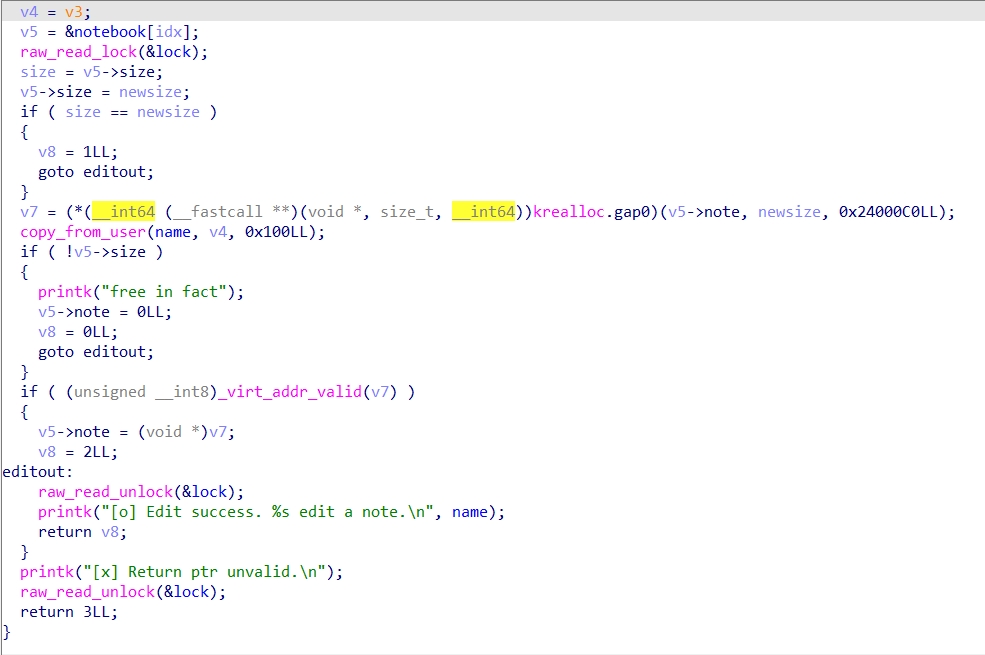 v4 = v3;
v5 = &notebook[idx];
raw_read_lock(&lock);
size = v5->size;
v5->size = newsize;
if ( size == newsize )
{
v8 = 1LL;
goto editout;
}
v7 = (*(__int64 (__fastcall **)(void *, size_t, __int64))krealloc.gap0)(v5->note, newsize, 0x24000C0LL);
copy_from_user(name, v4, 0x100LL);
if ( !v5->size )
{
printk("free in fact");
v5->note = 0LL;
v8 = 0LL;
goto editout;
}
if ( (unsigned __int8)_virt_addr_valid(v7) )
{
v5->note = (void *)v7;
v8 = 2LL;
editout:
raw_read_unlock(&lock);
printk("[o] Edit success. %s edit a note.\n", name);
return v8;
}
printk("[x] Return ptr unvalid.\n");
raw_read_unlock(&lock);
return 3LL;
}